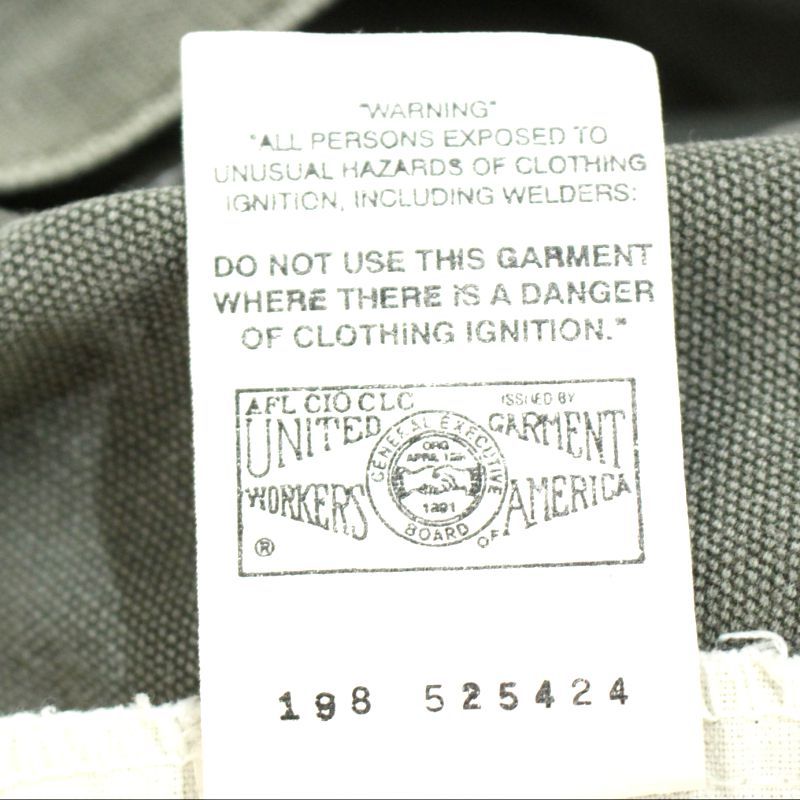 "WARNING"
"ALL PERSONS EXPOSED TO
UNUSUAL HAZARDS OF CLOTHING
IGNITION, INCLUDING WELDERS:
DO NOT USE THIS GARMENT
WHERE THERE IS A DANGER
OF CLOTHING IGNITION."
AFL CIO CLC
ISSUED BY
UNITED GARMENT
WORKERS OF AMERICA
GENERAL EXECUTIVE
BOARD
ORG
APRIL 12th
1891
®
198 525424